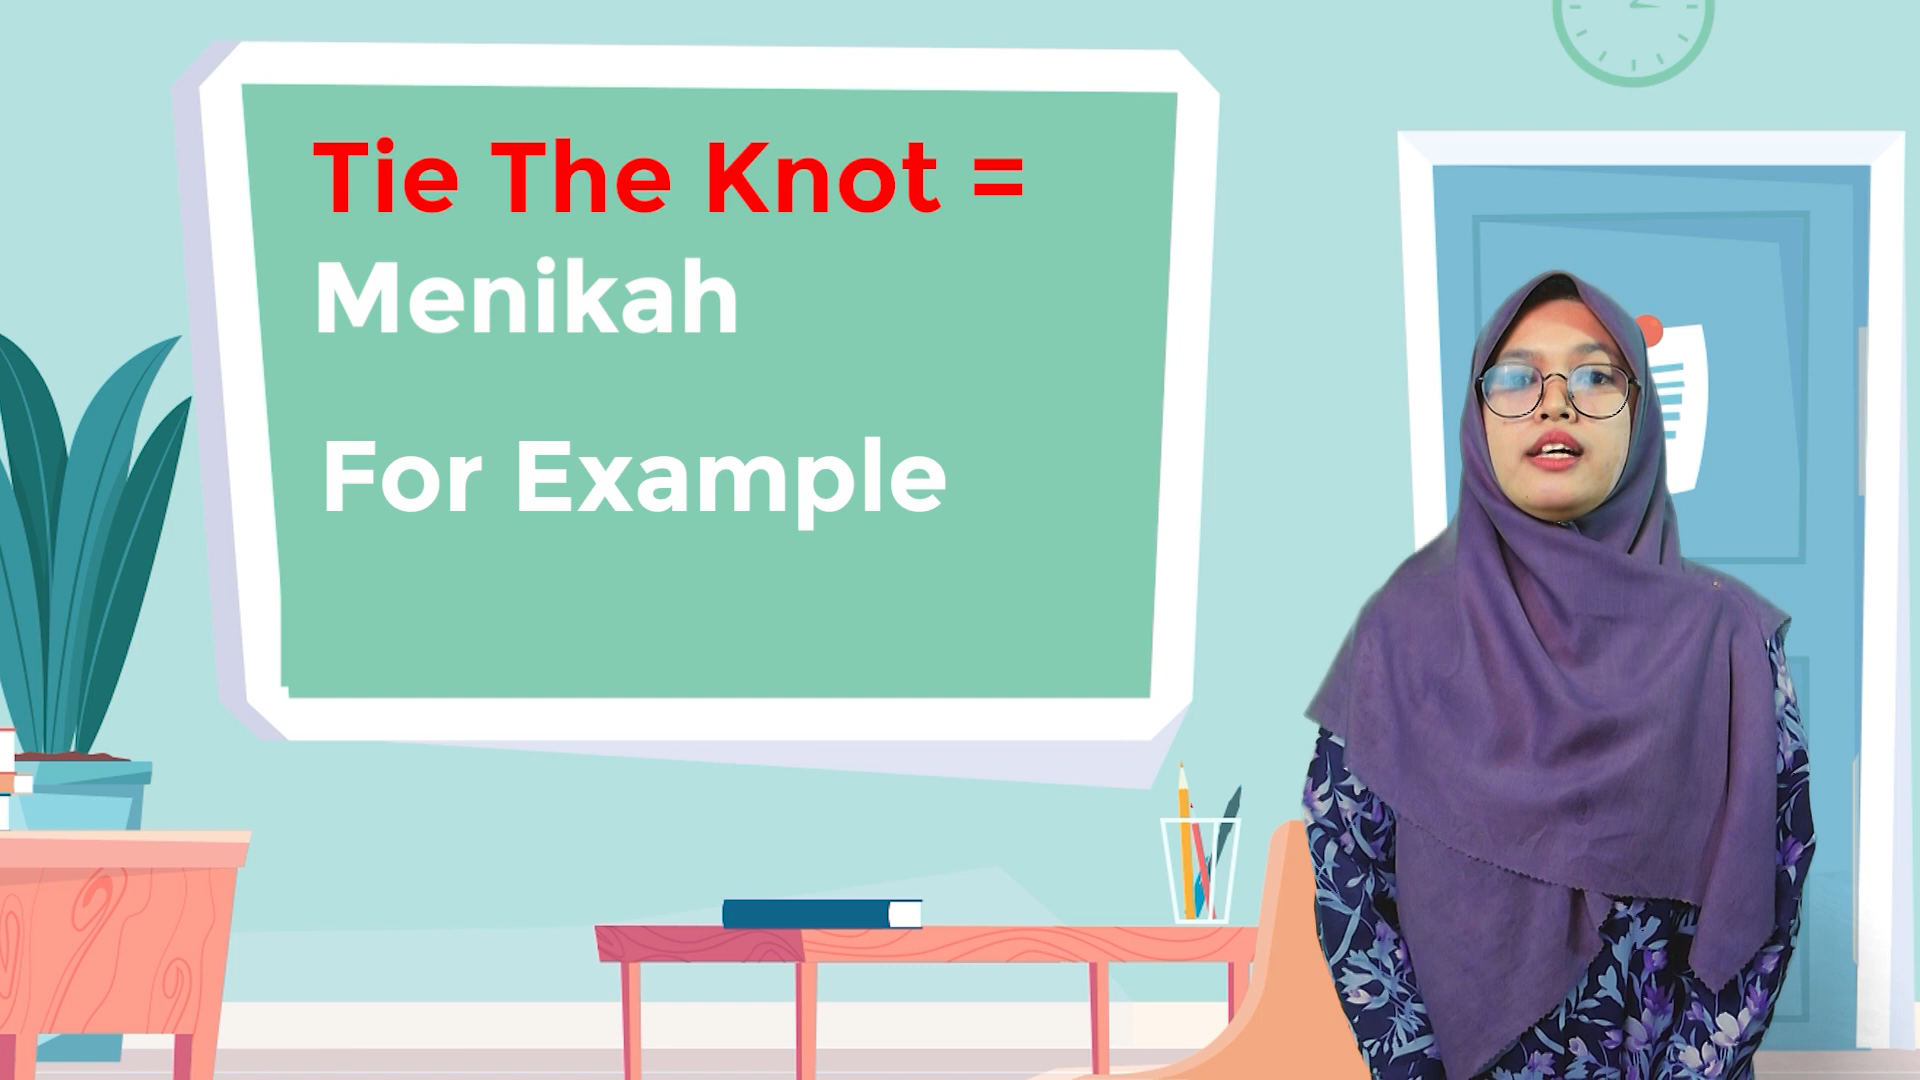 Tie The Knot =
Menikah
For Example